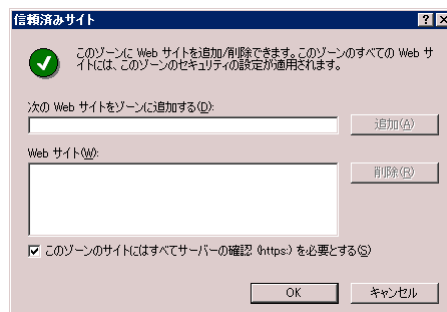 信頼済みサイト
このゾーンに Web サイトを追加/削除できます。このゾーンのすべての Web サ
イトには、このゾーンのセキュリティの設定が適用されます。
次の Web サイトをゾーンに追加する(D):
追加(A)
Web サイト(W):
削除(R)
このゾーンのサイトにはすべてサーバーの確認 (https:) を必要とする(S)
OK キャンセル